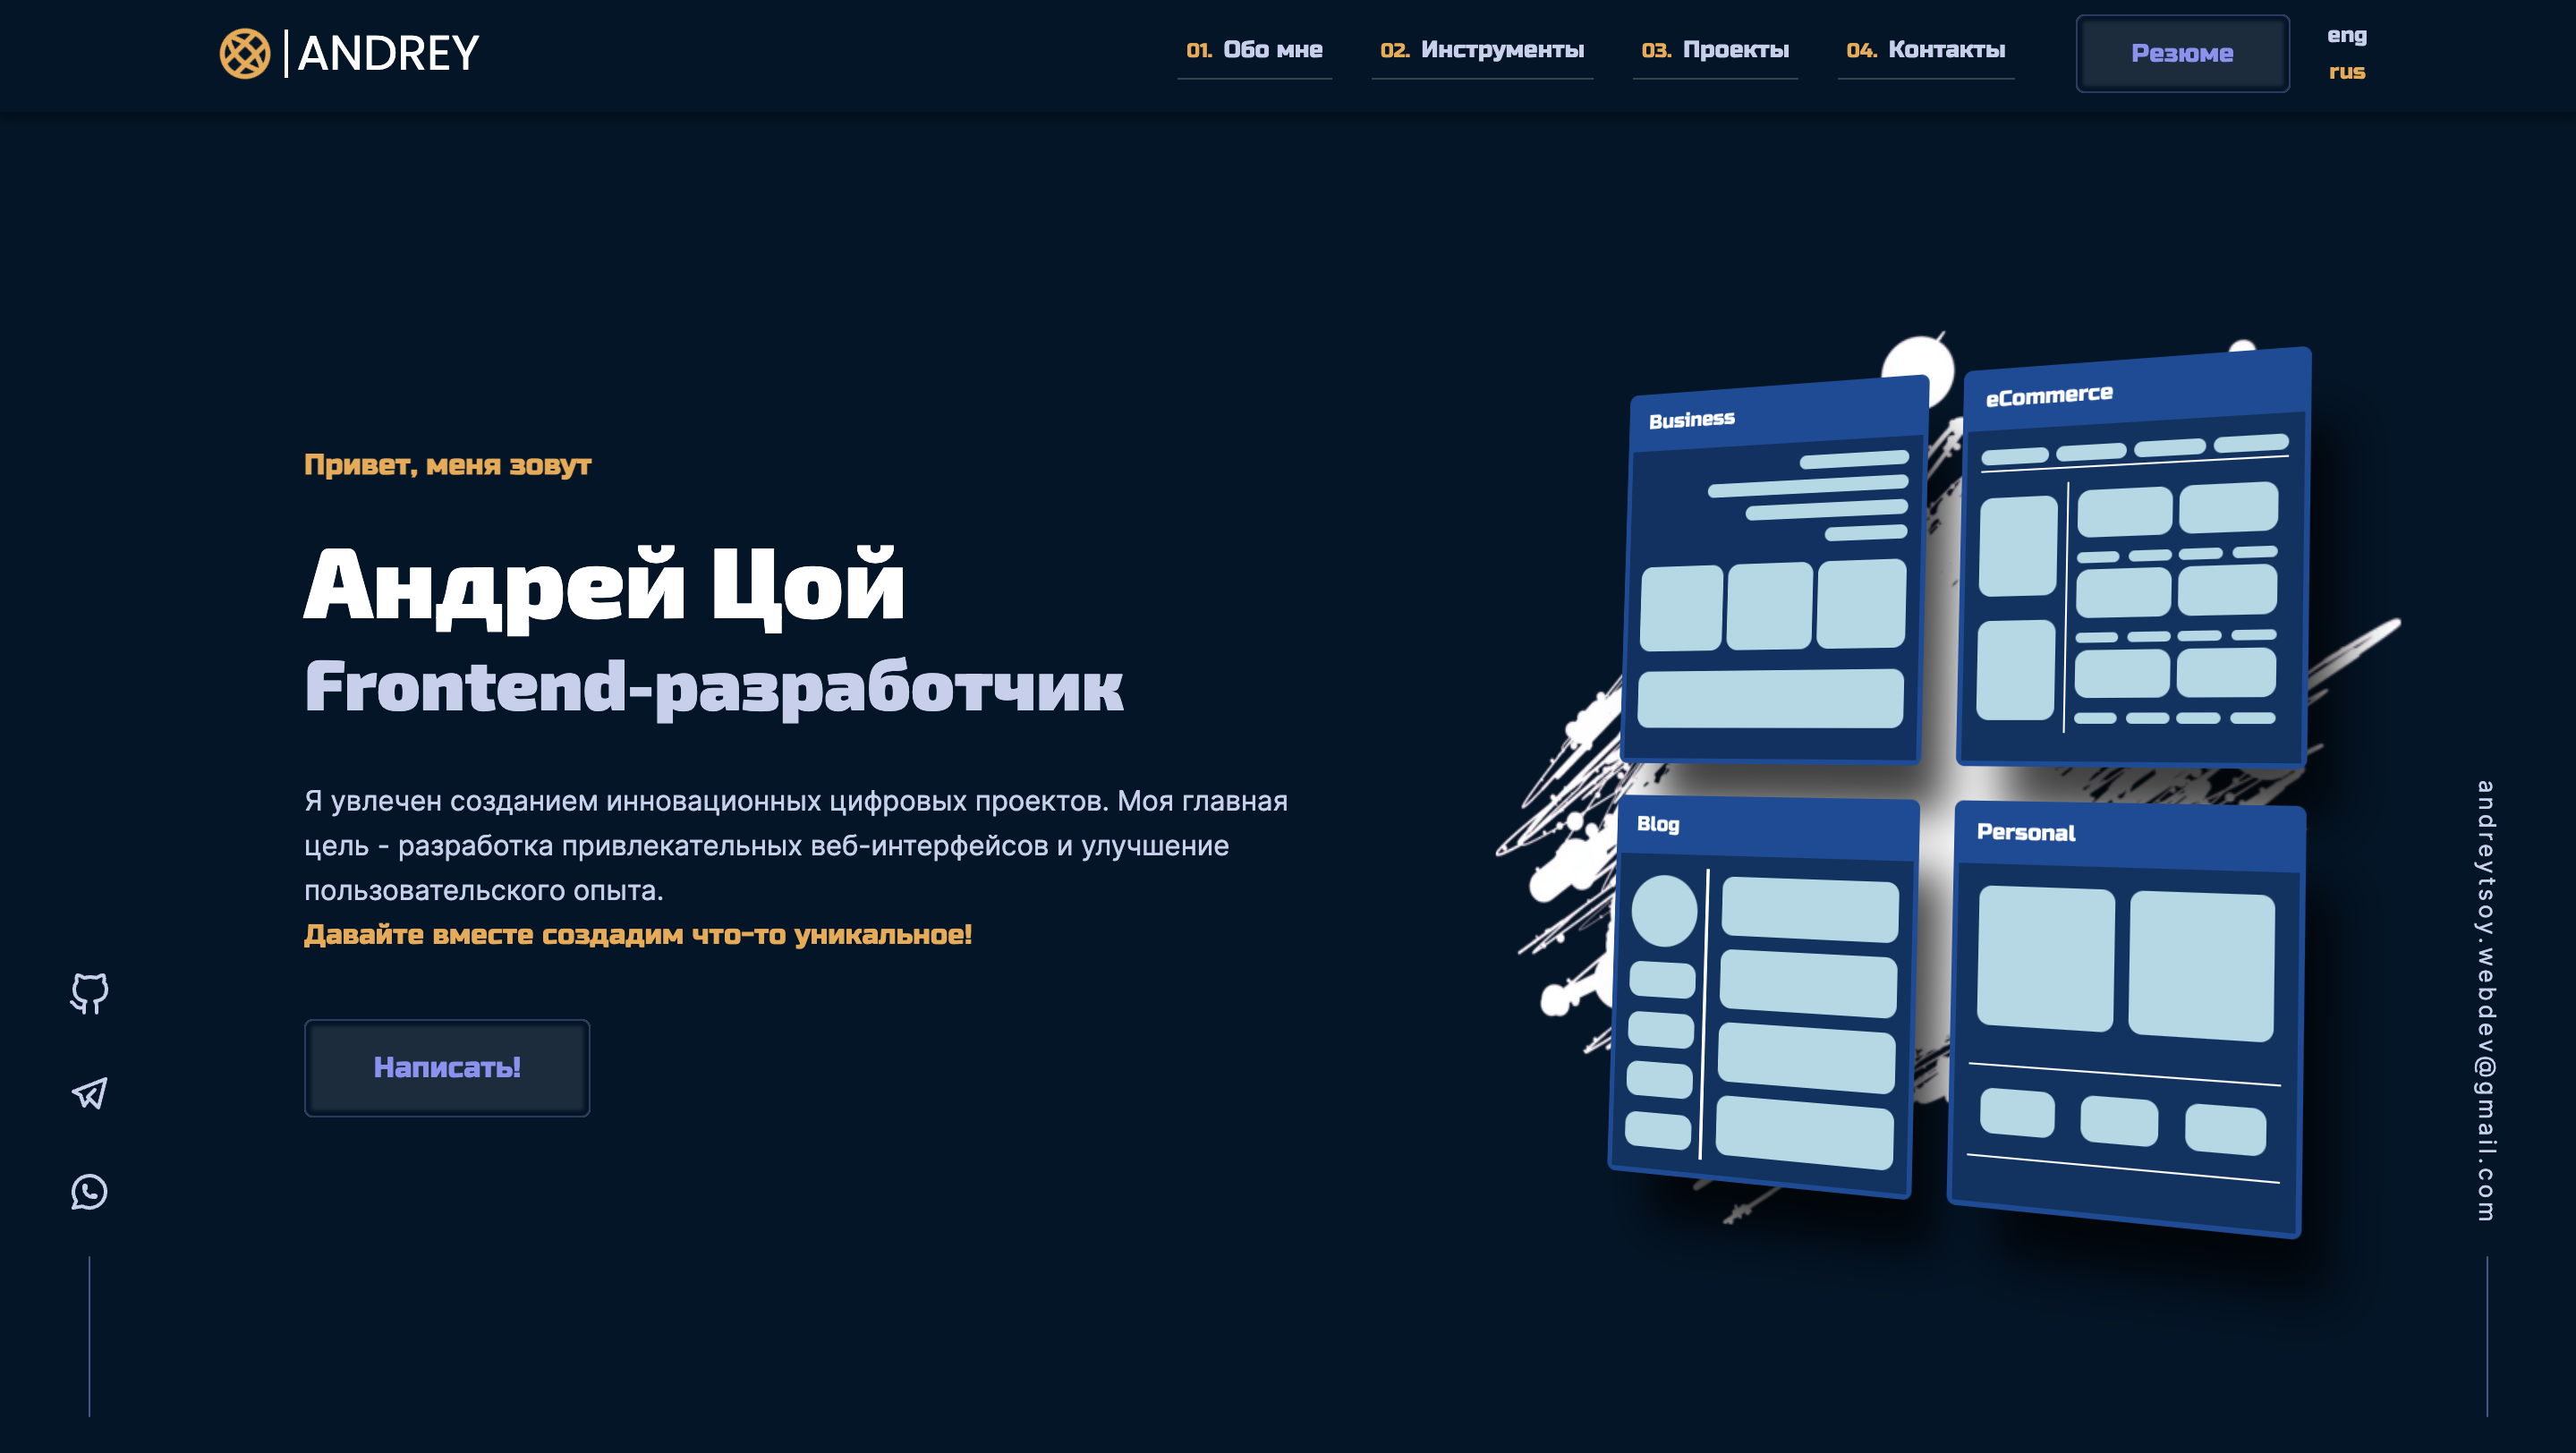 ANDREY
01. Обо мне
02. Инструменты
03. Проекты
04. Контакты
Резюме
eng
rus
Привет, меня зовут
Андрей Цой
Frontend-разработчик
Я увлечен созданием инновационных цифровых проектов. Моя главная
цель - разработка привлекательных веб-интерфейсов и улучшение
пользовательского опыта.
Давайте вместе создадим что-то уникальное!
Написать!
Business
eCommerce
Blog
Personal
andreytsoy.webdev@gmail.com